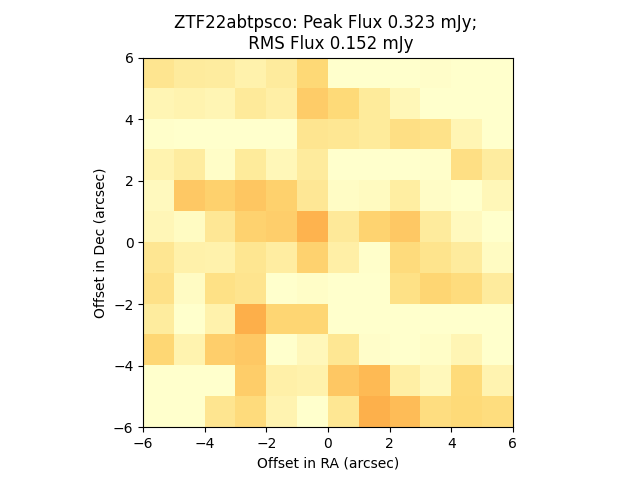 ZTF22abtpsco: Peak Flux 0.323 mJy;
RMS Flux 0.152 mJy
6
4
2
0
−2
−4
−6
Offset in Dec (arcsec)
−6 −4 −2 0 2 4 6
Offset in RA (arcsec)